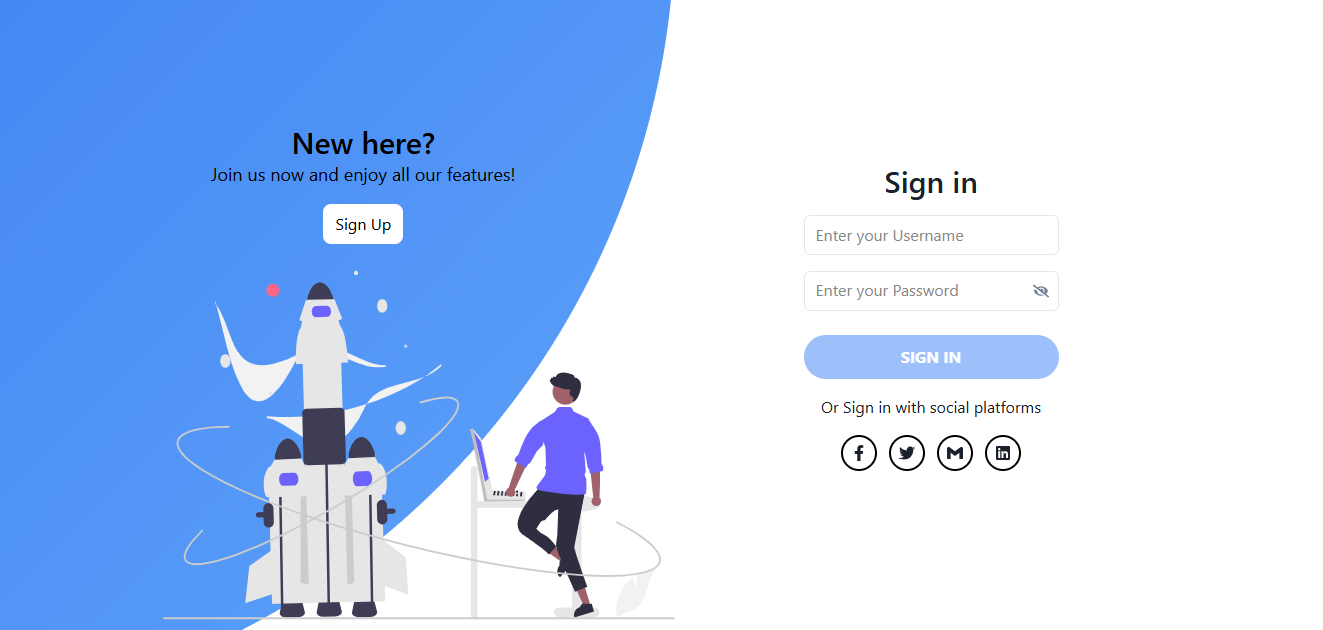 New here?
Join us now and enjoy all our features!
Sign Up
Sign in
Enter your Username
Enter your Password
SIGN IN
Or Sign in with social platforms